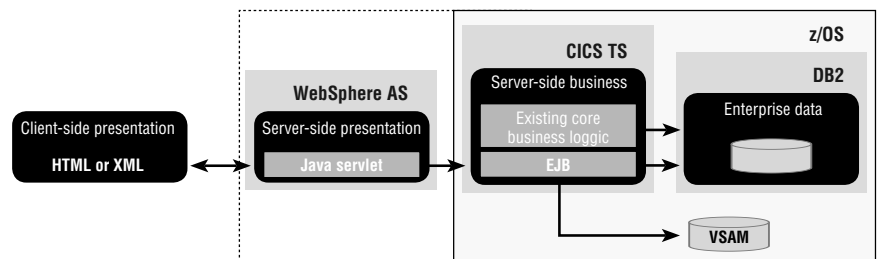 z/OS
CICS TS
DB2
WebSphere AS
Server-side business
Enterprise data
Client-side presentation
Server-side presentation
Existing core
business loggic
HTML or XML
Java servlet
EJB
VSAM